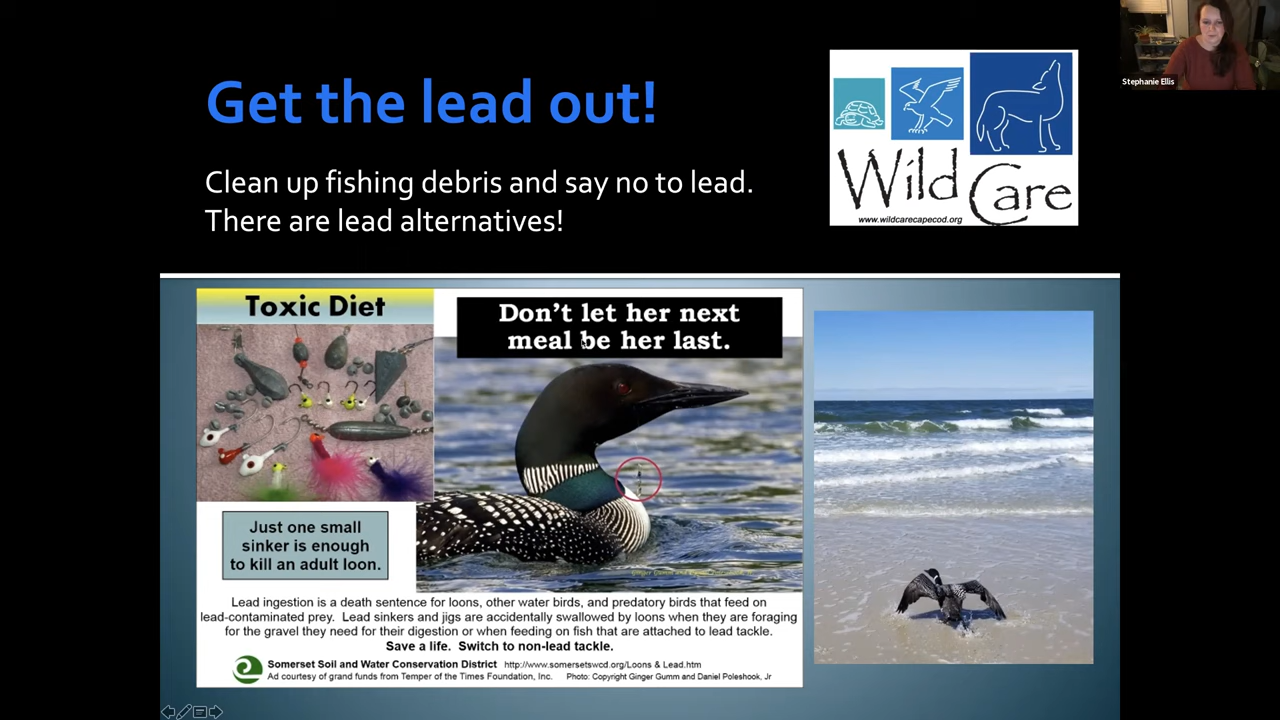 Stephanie Ellis
Get the lead out!
Clean up fishing debris and say no to lead.
There are lead alternatives!
Wild Care
www.wildcarecapecod.org
Toxic Diet
Don't let her next
meal be her last.
Just one small
sinker is enough
to kill an adult loon.
Lead ingestion is a death sentence for loons, other water birds, and predatory birds that feed on
lead-contaminated prey. Lead sinkers and jigs are accidentally swallowed by loons when they are foraging
for the gravel they need for their digestion or when feeding on fish that are attached to lead tackle.
Save a life. Switch to non-lead tackle.
Somerset Soil and Water Conservation District http://www.somersetswcd.org/Loons & Lead.htm
Ad courtesy of grand funds from Temper of the Times Foundation, Inc. Photo: Copyright Ginger Gumm and Daniel Poleshook, Jr